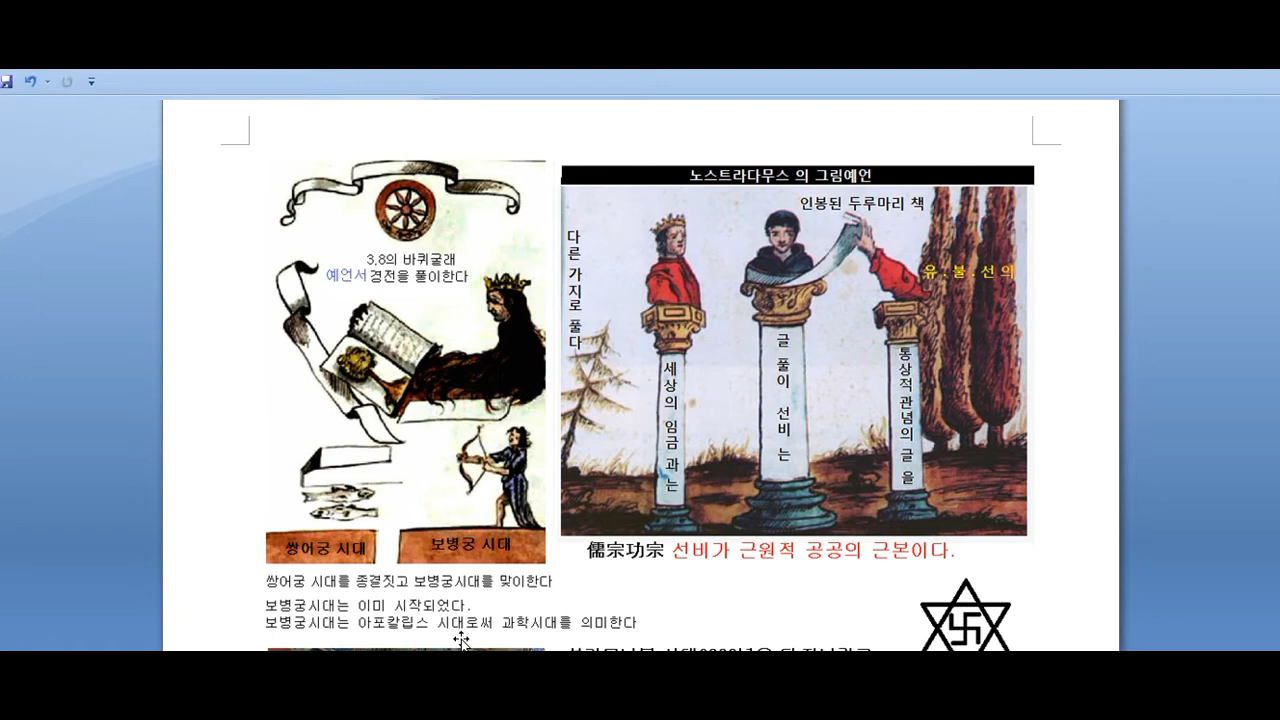 3,8의 바퀴굴래
예언서 경전을 풀이한다
쌍어궁 시대
보병궁 시대
쌍어궁 시대를 종결짓고 보병궁시대를 맞이한다
보병궁시대는 이미 시작되었다.
보병궁시대는 아포칼립스 시대로써 과학시대를 의미한다
노스트라다무스 의 그림예언
인봉된 두루마리 책
다른 가지로 풀다
유 . 불 . 선 의
세상의 임금 과 는
글 풀이 선비 는
통상적관념의 글 을
儒宗功宗 선비가 근원적 공공의 근본이다.